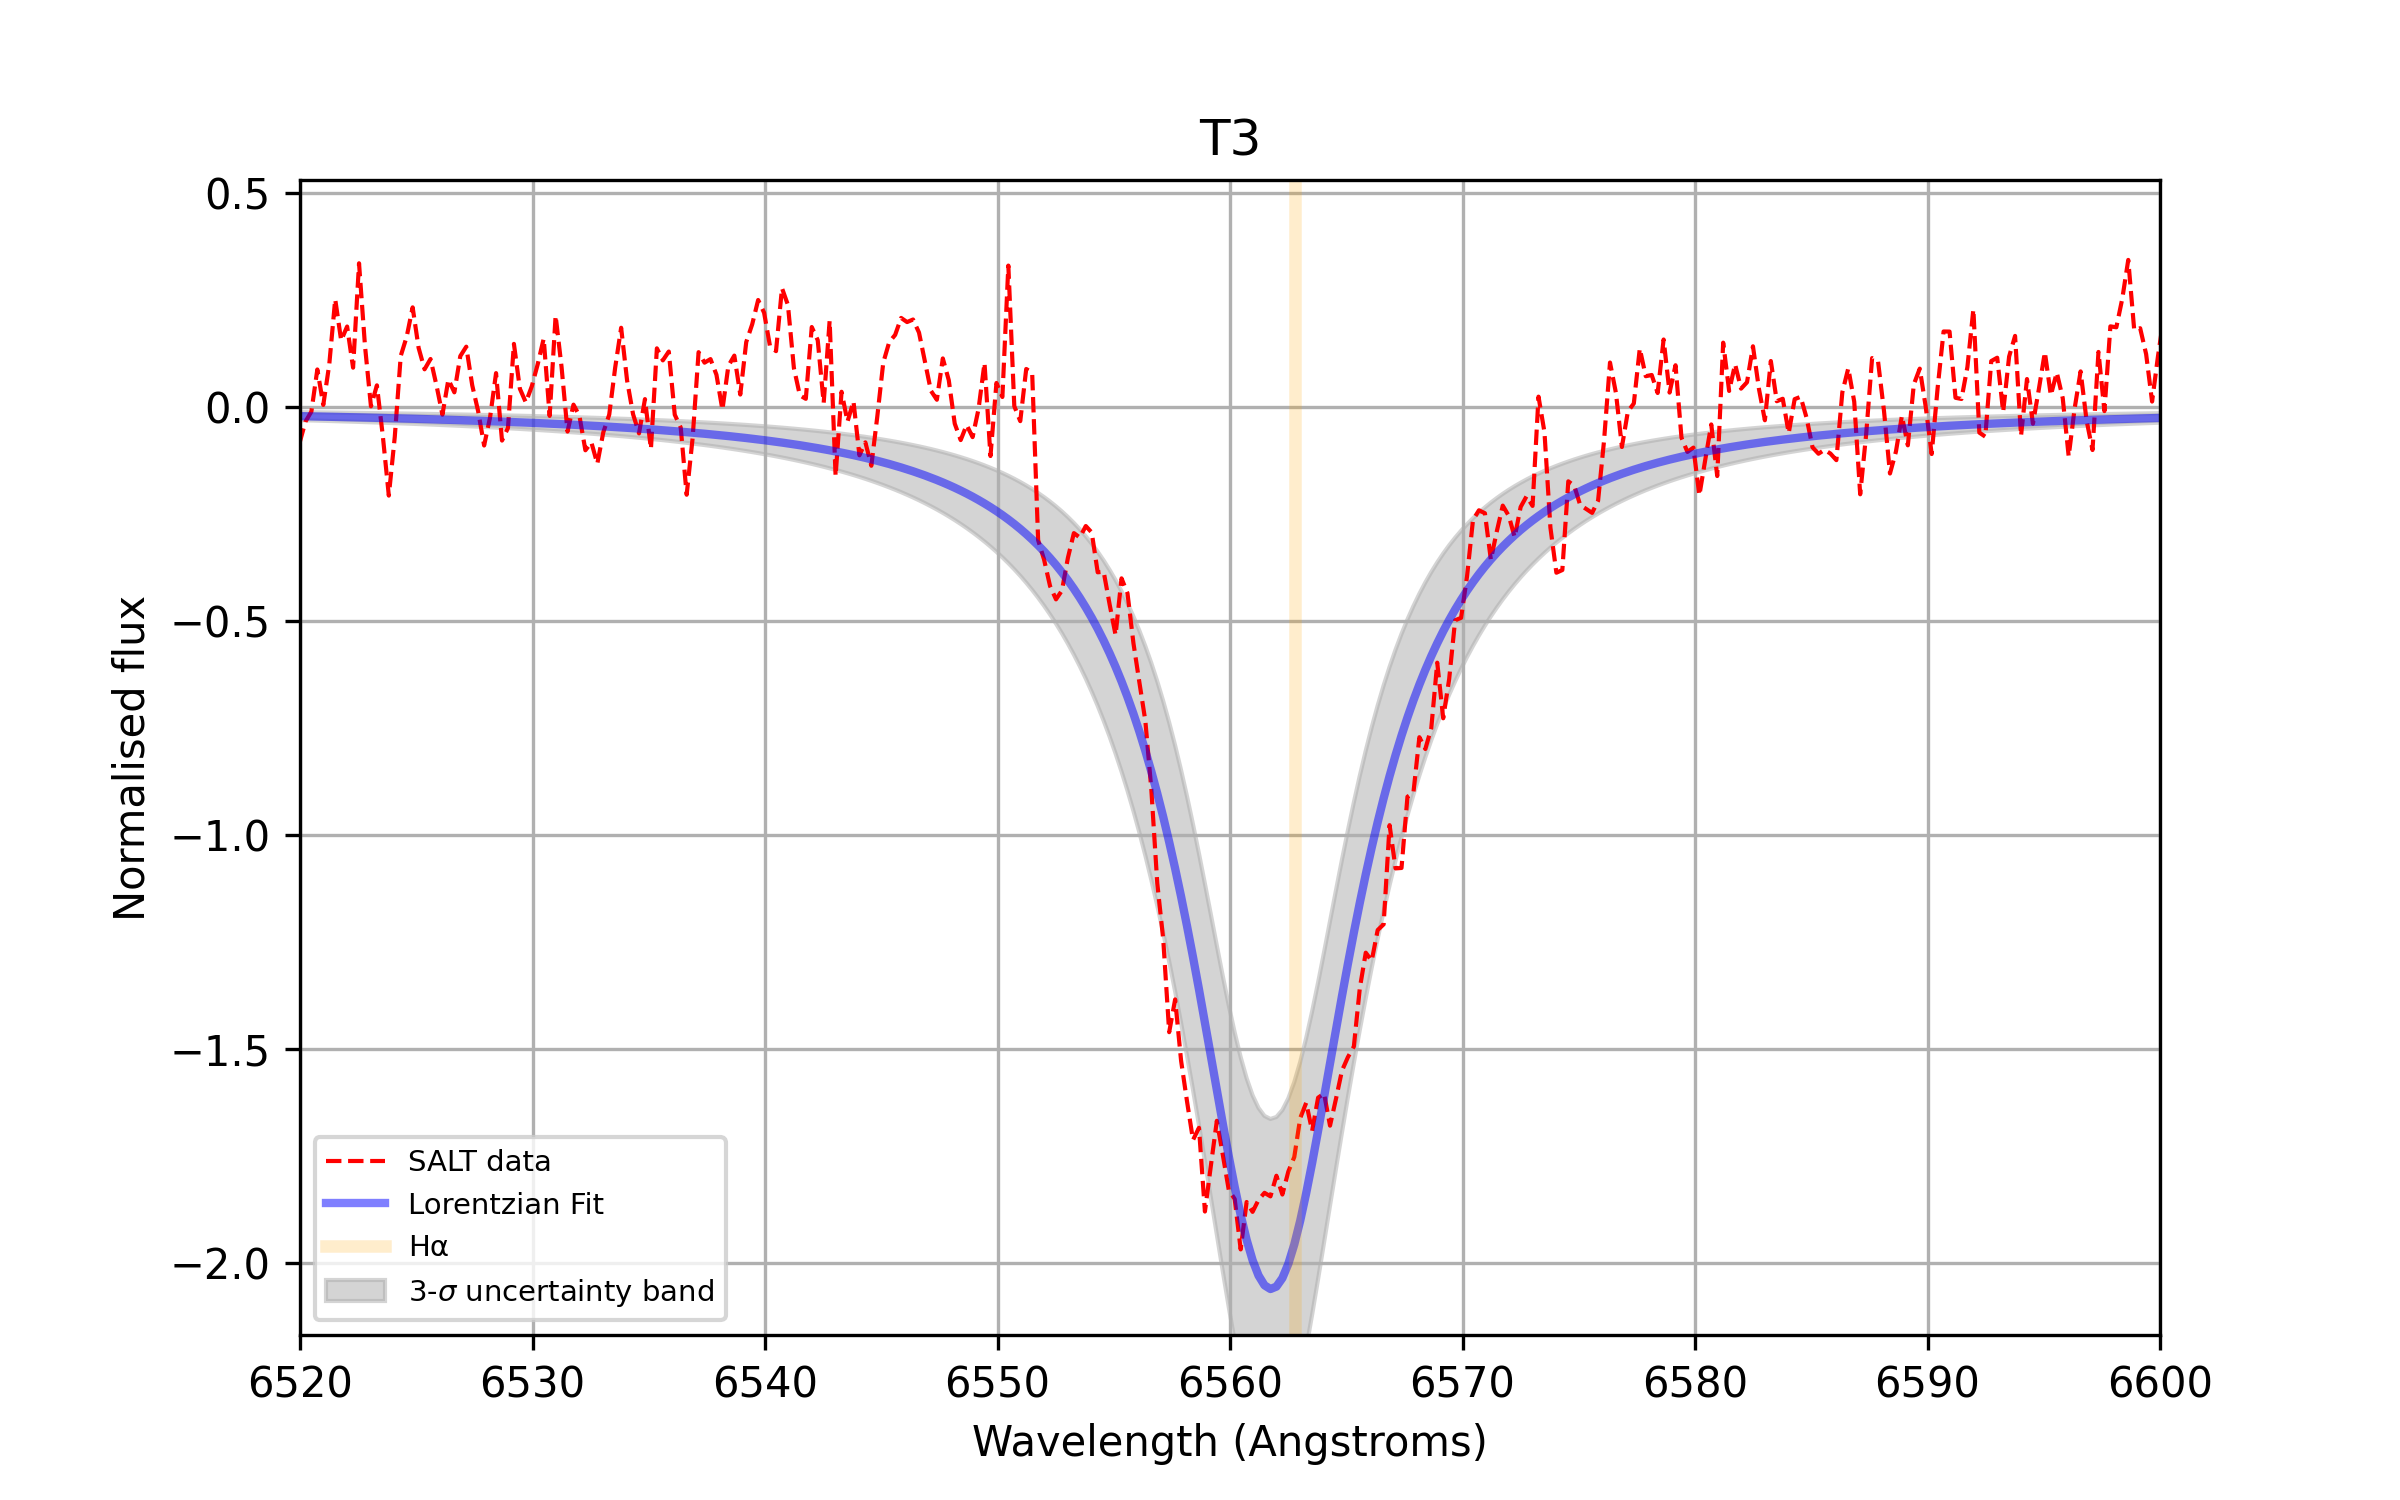 T3
0.5
0.0
−0.5
−1.0
−1.5
−2.0
Normalised flux
SALT data
Lorentzian Fit
Hα
3-σ uncertainty band
6520 6530 6540 6550 6560 6570 6580 6590 6600
Wavelength (Angstroms)